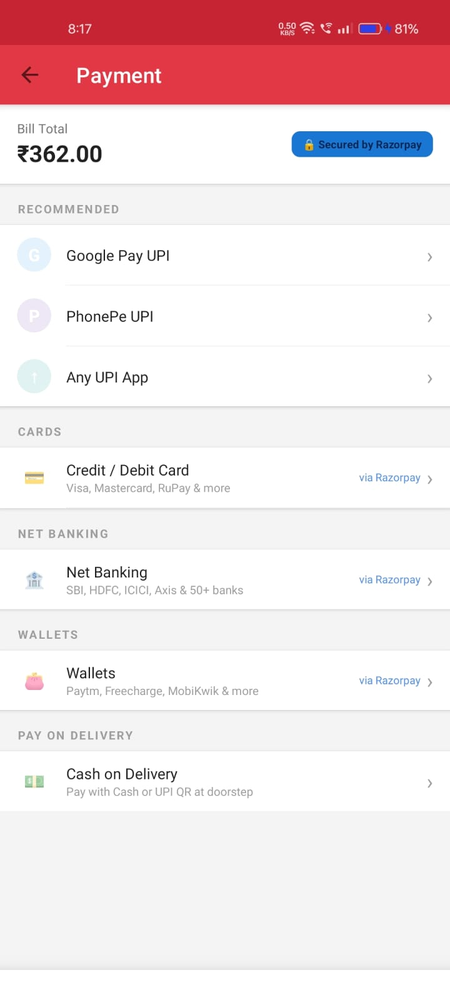 8:17
0.50 KB/S
81%
Payment
Bill Total
₹362.00
🔒 Secured by Razorpay
RECOMMENDED
G
Google Pay UPI
P
PhonePe UPI
↑
Any UPI App
CARDS
Credit / Debit Card
Visa, Mastercard, RuPay & more
via Razorpay
NET BANKING
Net Banking
SBI, HDFC, ICICI, Axis & 50+ banks
via Razorpay
WALLETS
Wallets
Paytm, Freecharge, MobiKwik & more
via Razorpay
PAY ON DELIVERY
Cash on Delivery
Pay with Cash or UPI QR at doorstep